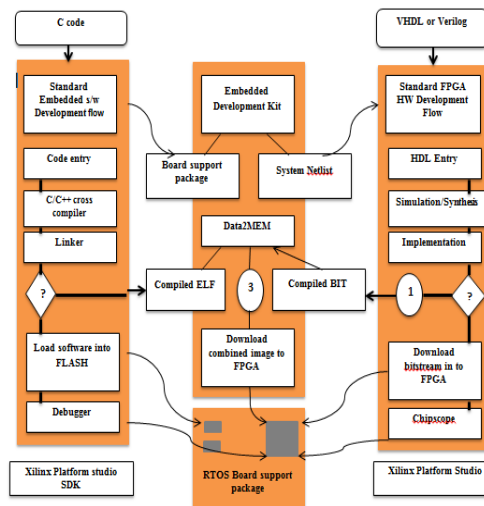 C code
Standard
Embedded s/w
Development flow
Code entry
C/C++ cross
compiler
Linker
?
Load software into
FLASH
Debugger
Xilinx Platform studio
SDK
Embedded
Development Kit
Board support
package
System Netlist
Data2MEM
Compiled ELF
3
Compiled BIT
Download
combined image to
FPGA
RTOS Board support
package
VHDL or Verilog
Standard FPGA
HW Development
Flow
HDL Entry
Simulation/Synthesis
Implementation
1
?
Download
bitstream in to
FPGA
Chipscope
Xilinx Platform Studio